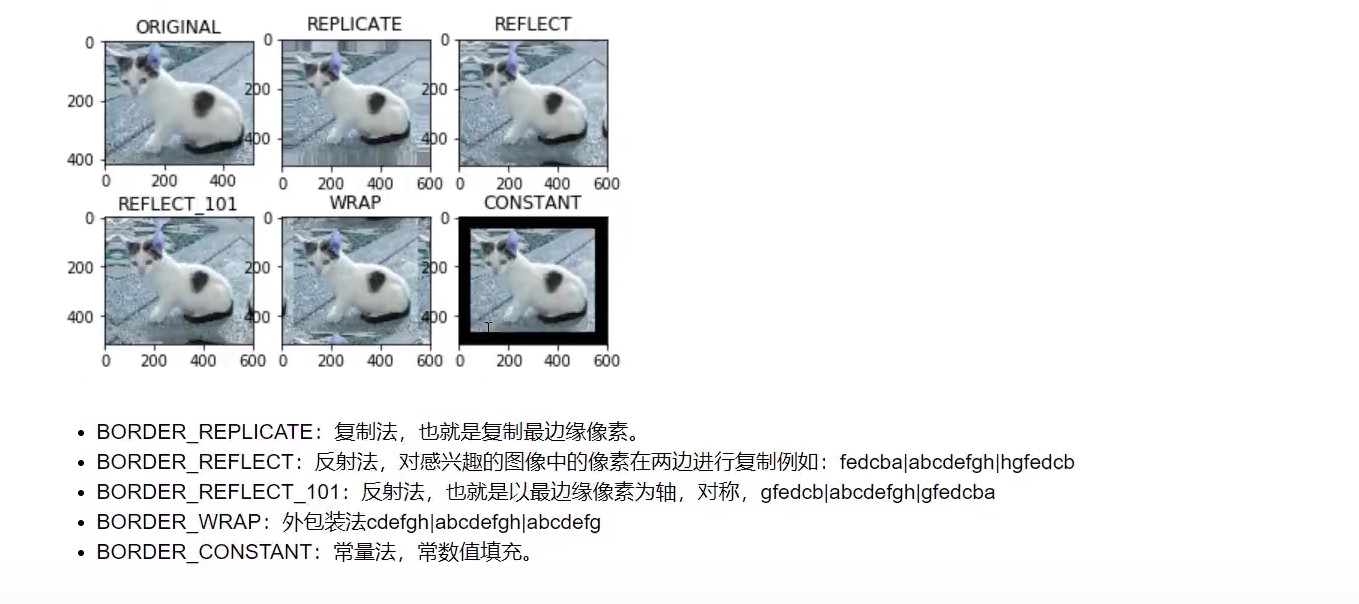 ORIGINAL REPLICATE REFLECT
0 0 0
200 200 200
400 400 400
0 200 400 0 200 400 600 0 200 400 600
REFLECT_101 WRAP CONSTANT
0 0 0
200 200 200
400 400 400
0 200 400 600 0 200 400 600 0 200 400 600
• BORDER_REPLICATE：复制法，也就是复制最边缘像素。
• BORDER_REFLECT：反射法，对感兴趣的图像中的像素在两边进行复制例如：fedcba|abcdefgh|hgfedcb
• BORDER_REFLECT_101：反射法，也就是以最边缘像素为轴，对称，gfedcb|abcdefgh|gfedcba
• BORDER_WRAP：外包装法cdefgh|abcdefgh|abcdefg
• BORDER_CONSTANT：常量法，常数值填充。